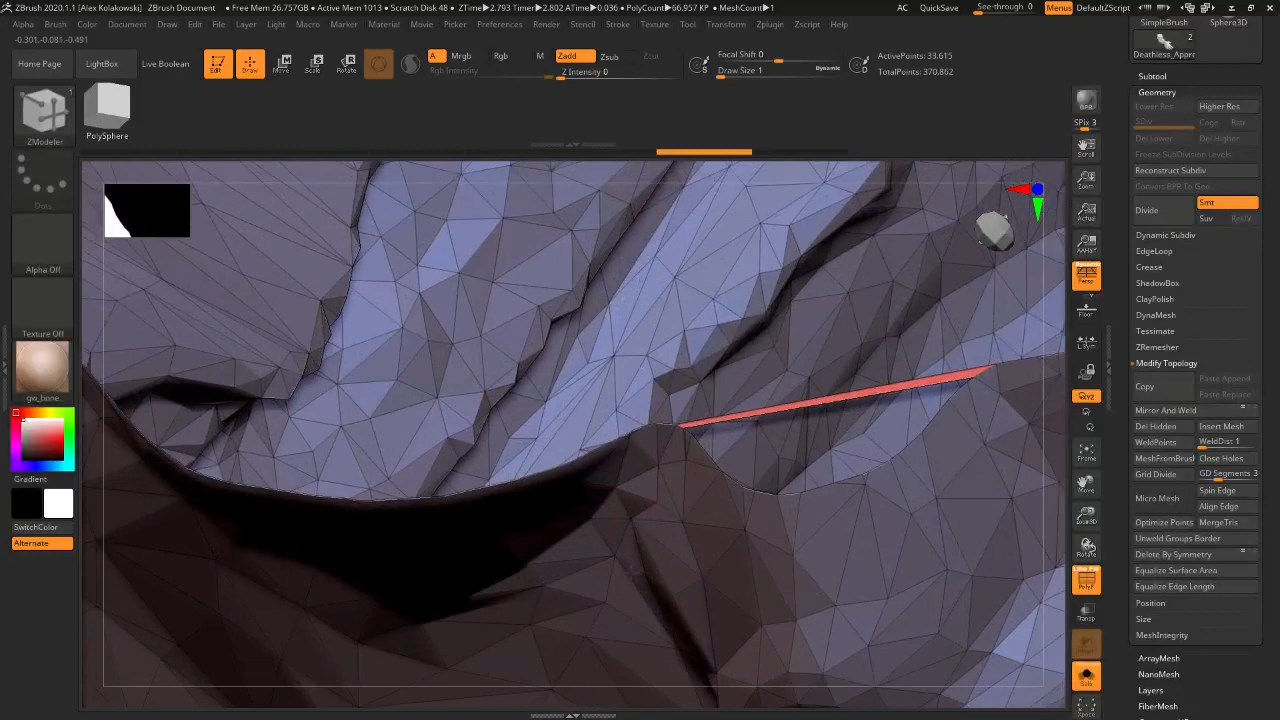 ZBrush 2020.1.1 [Alex Kolakowski] ZBrush Document • Free Mem 26.757GB • Active Mem 1013 • Scratch Disk 48 • ZTime▶2.793 Timer▶2.802 ATime▶0.036 • PolyCount▶66.957 KP • MeshCount▶1 AC QuickSave See-through 0 Menus DefaultZScript
Alpha Brush Color Document Draw Edit File Layer Light Macro Marker Material Movie Picker Preferences Render Stencil Stroke Texture Tool Transform Zplugin Zscript Help
-0.301,-0.081,-0.491
Home Page LightBox Live Boolean
Edit Draw Move Scale Rotate
A Mrgb Rgb M Zadd Zsub Zcut
Rgb Intensity Z Intensity 0
Focal Shift 0
Draw Size 1 Dynamic
S D
ActivePoints: 33,615
TotalPoints: 370,862
1
ZModeler
PolySphere
Dots
Alpha Off
Texture Off
gw_bone.
Gradient
SwitchColor
Alternate
BPR
SPix 3
Scroll
Zoom
Actual
AAHalf
Dynamic
Persp
Floor
L.Sym
XYZ
Frame
Move
Zoom3D
Rotate
Line Fill
PolyF
Transp
Solo
Xpose
SimpleBrush Sphere3D
2
Deathless_Appre
Subtool
Geometry
Lower Res Higher Res
SDiv Cage Rstr
Del Lower Del Higher
Freeze SubDivision Levels
Reconstruct Subdiv
Convert BPR To Geo
Divide Smt
Suv ReUV
Dynamic Subdiv
EdgeLoop
Crease
ShadowBox
ClayPolish
DynaMesh
Tessimate
ZRemesher
Modify Topology
Copy Paste Append
Paste Replace
Mirror And Weld
Del Hidden Insert Mesh
WeldPoints WeldDist 1
MeshFromBrush Close Holes
Grid Divide GD Segments 3
Micro Mesh Spin Edge
Align Edge
Optimize Points MergeTris
Unweld Groups Border
Delete By Symmetry
Equalize Surface Area
Equalize Edge Length
Position
Size
MeshIntegrity
ArrayMesh
NanoMesh
Layers
FiberMesh